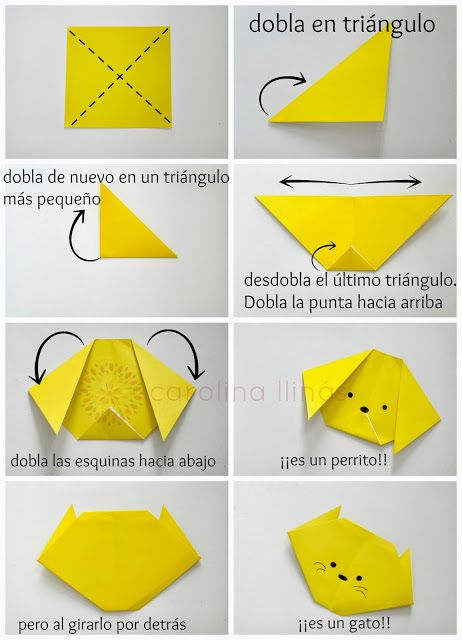 dobla en triángulo
dobla de nuevo en un triángulo
más pequeño
desdobla el último triángulo.
Dobla la punta hacia arriba
dobla las esquinas hacia abajo
carolina llinás
¡¡es un perrito!!
pero al girarlo por detrás
¡¡es un gato!!